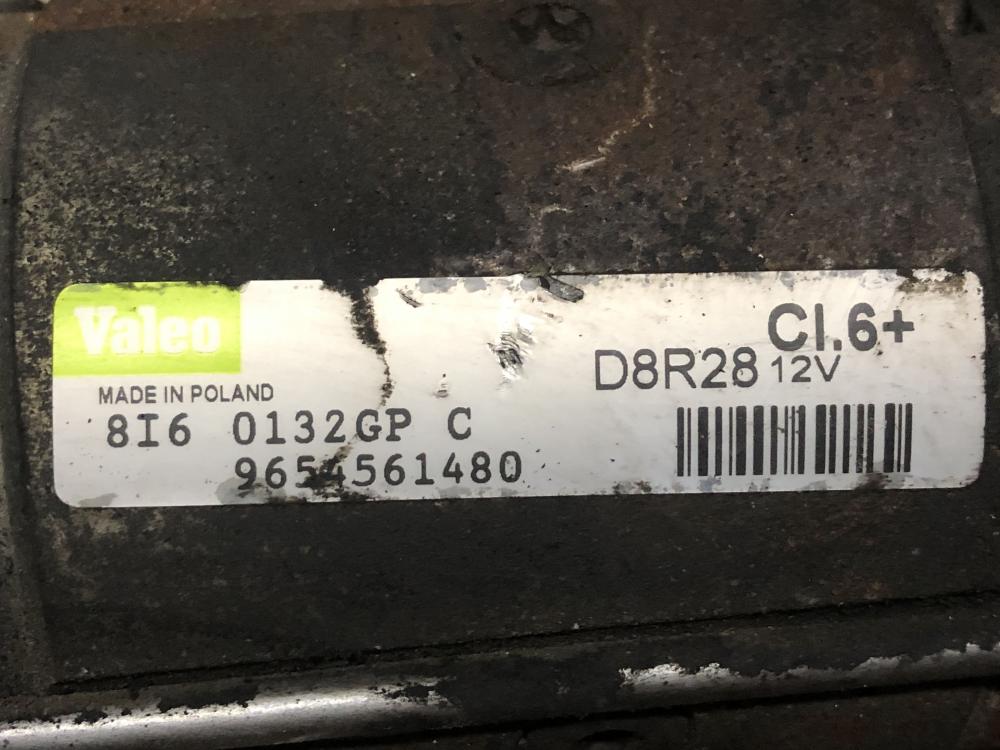 Valeo
Cl.6+
D8R28 12V
MADE IN POLAND
8I6 0132GP C
9654561480